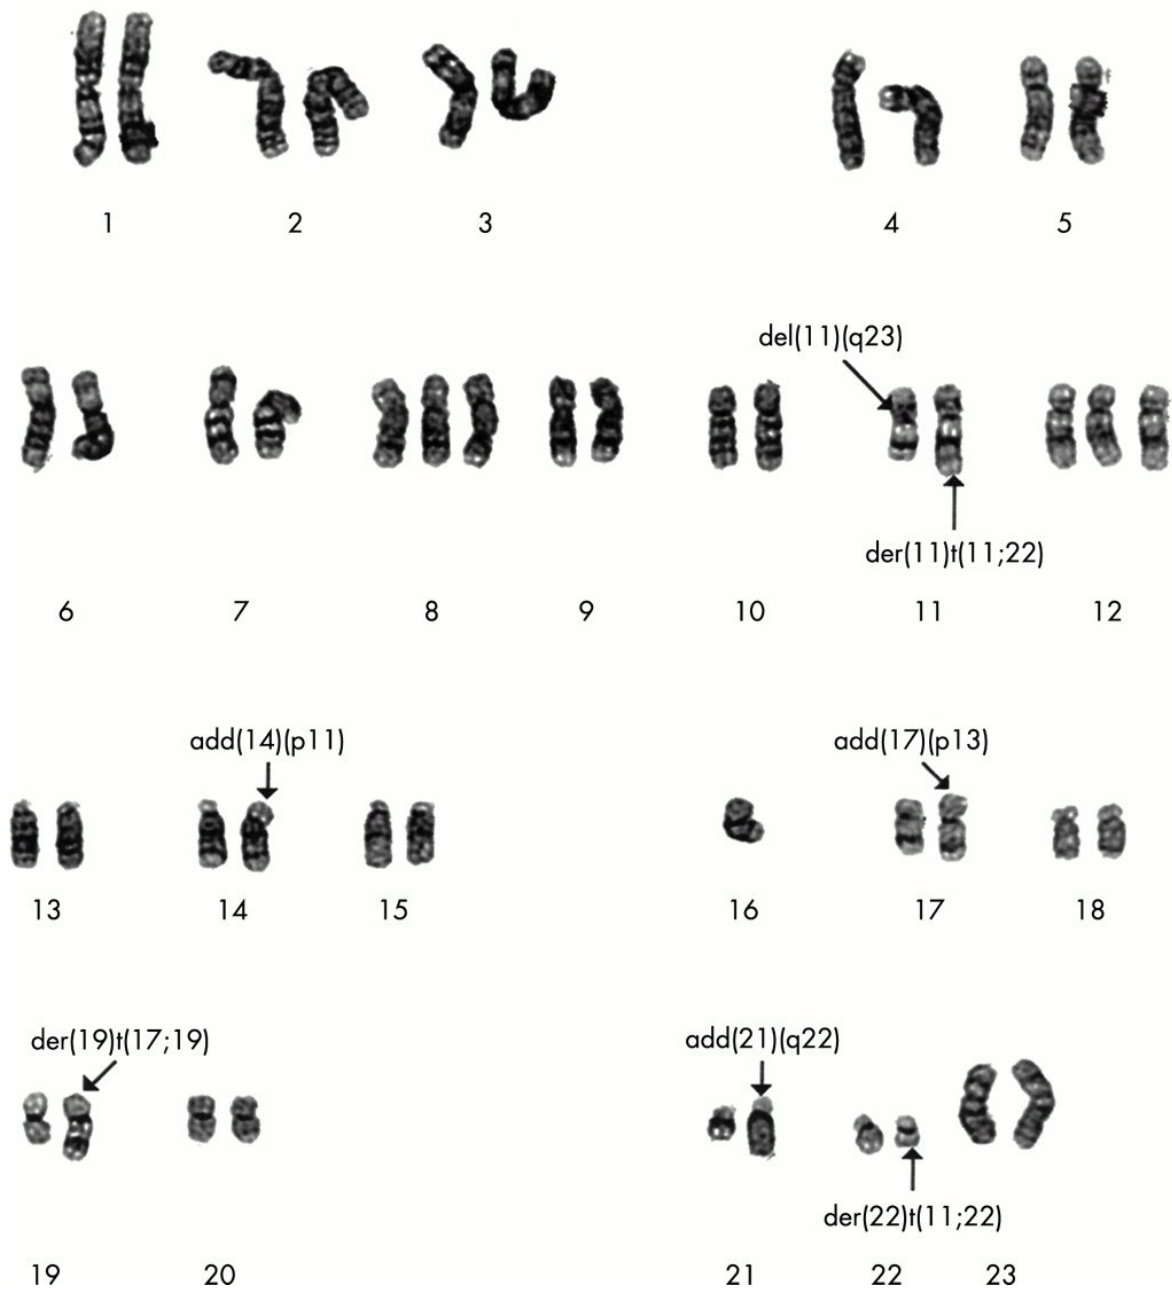 1 2 3 4 5
del(11)(q23)
der(11)t(11;22)
6 7 8 9 10 11 12
add(14)(p11) add(17)(p13)
13 14 15 16 17 18
der(19)t(17;19) add(21)(q22)
der(22)t(11;22)
19 20 21 22 23